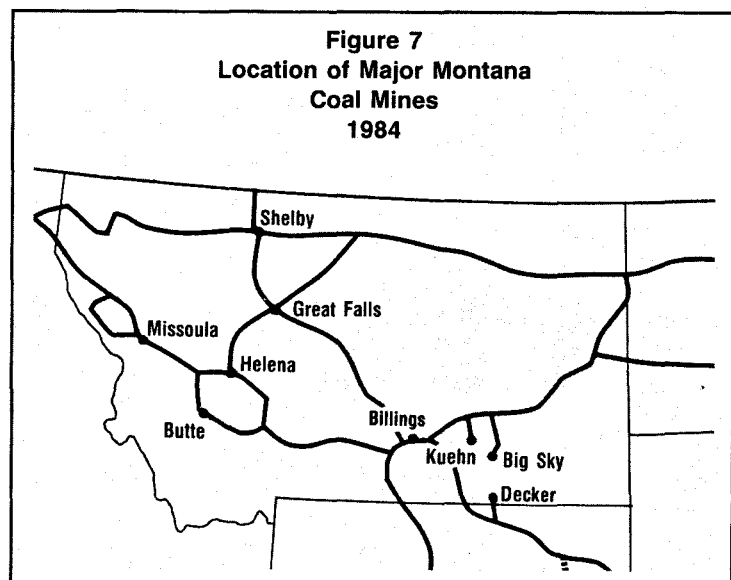 Figure 7
Location of Major Montana
Coal Mines
1984
Shelby
Great Falls
Missoula
Helena
Butte
Billings
Kuehn
Big Sky
Decker